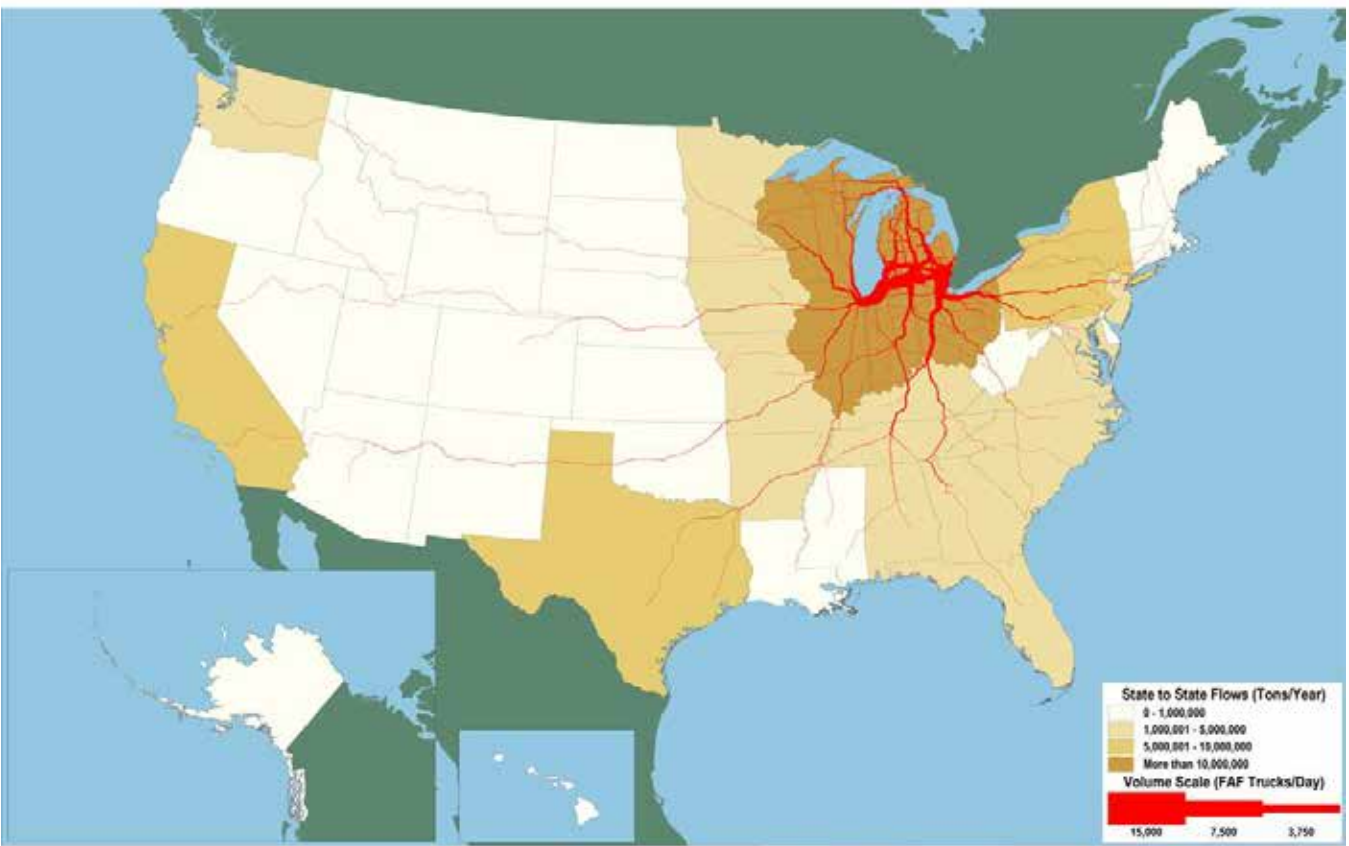 State to State Flows (Tons/Year)
0 - 1,000,000
1,000,001 - 5,000,000
5,000,001 - 15,000,000
More than 10,000,000
Volume Scale (FAF Trucks/Day)
15,000 7,500 3,750